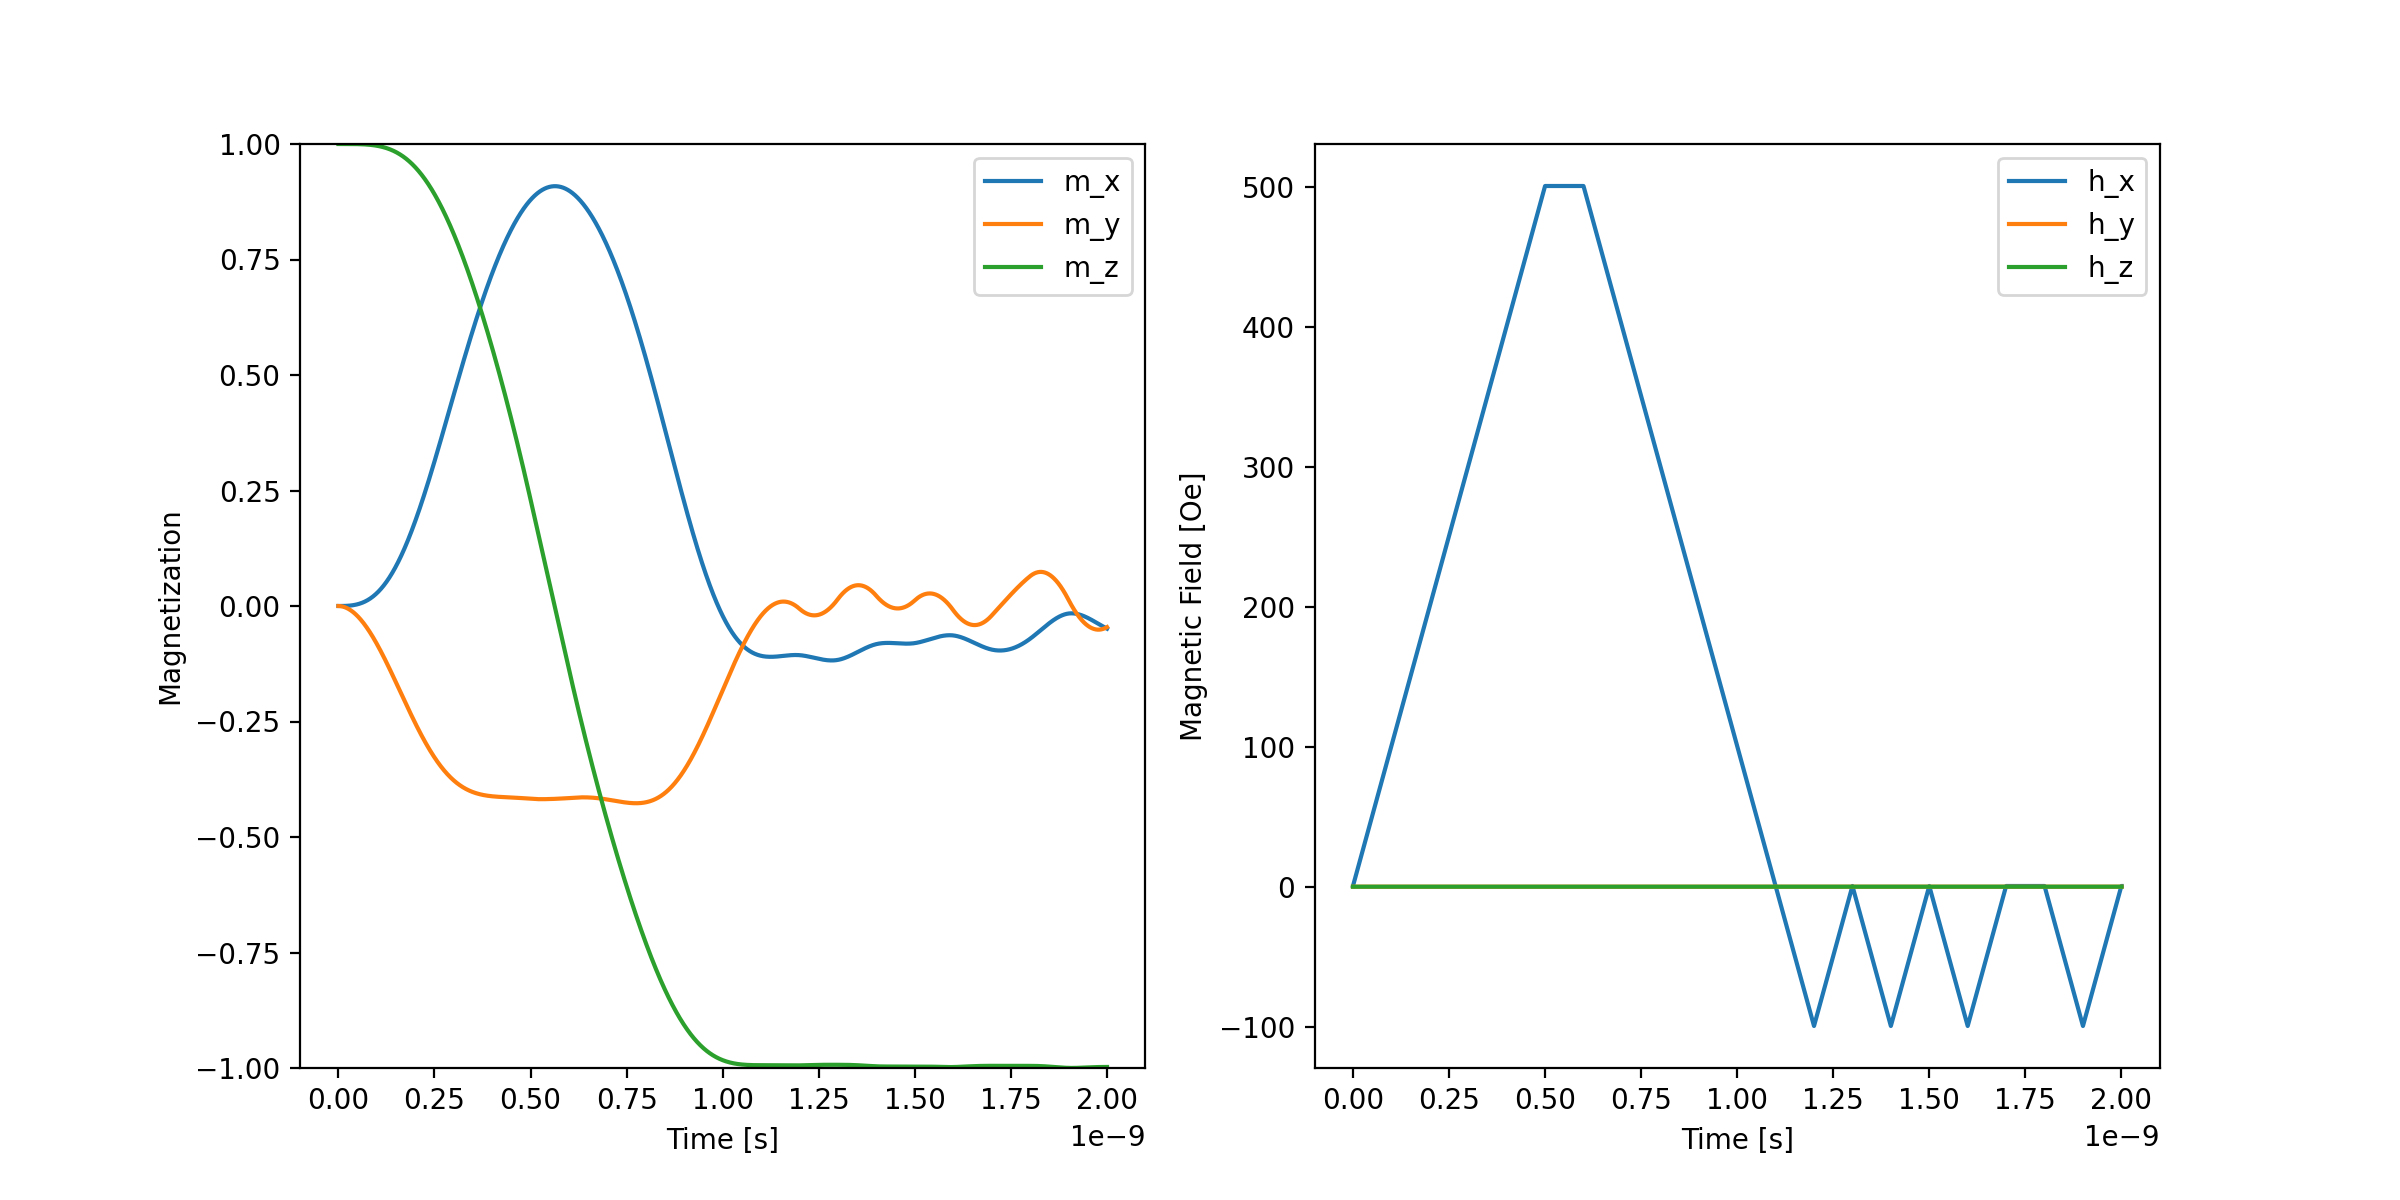 1.00
0.75
0.50
0.25
0.00
−0.25
−0.50
−0.75
−1.00
Magnetization
m_x
m_y
m_z
0.00 0.25 0.50 0.75 1.00 1.25 1.50 1.75 2.00
Time [s]
1e−9
500
400
300
200
100
0
−100
Magnetic Field [Oe]
h_x
h_y
h_z
0.00 0.25 0.50 0.75 1.00 1.25 1.50 1.75 2.00
Time [s]
1e−9